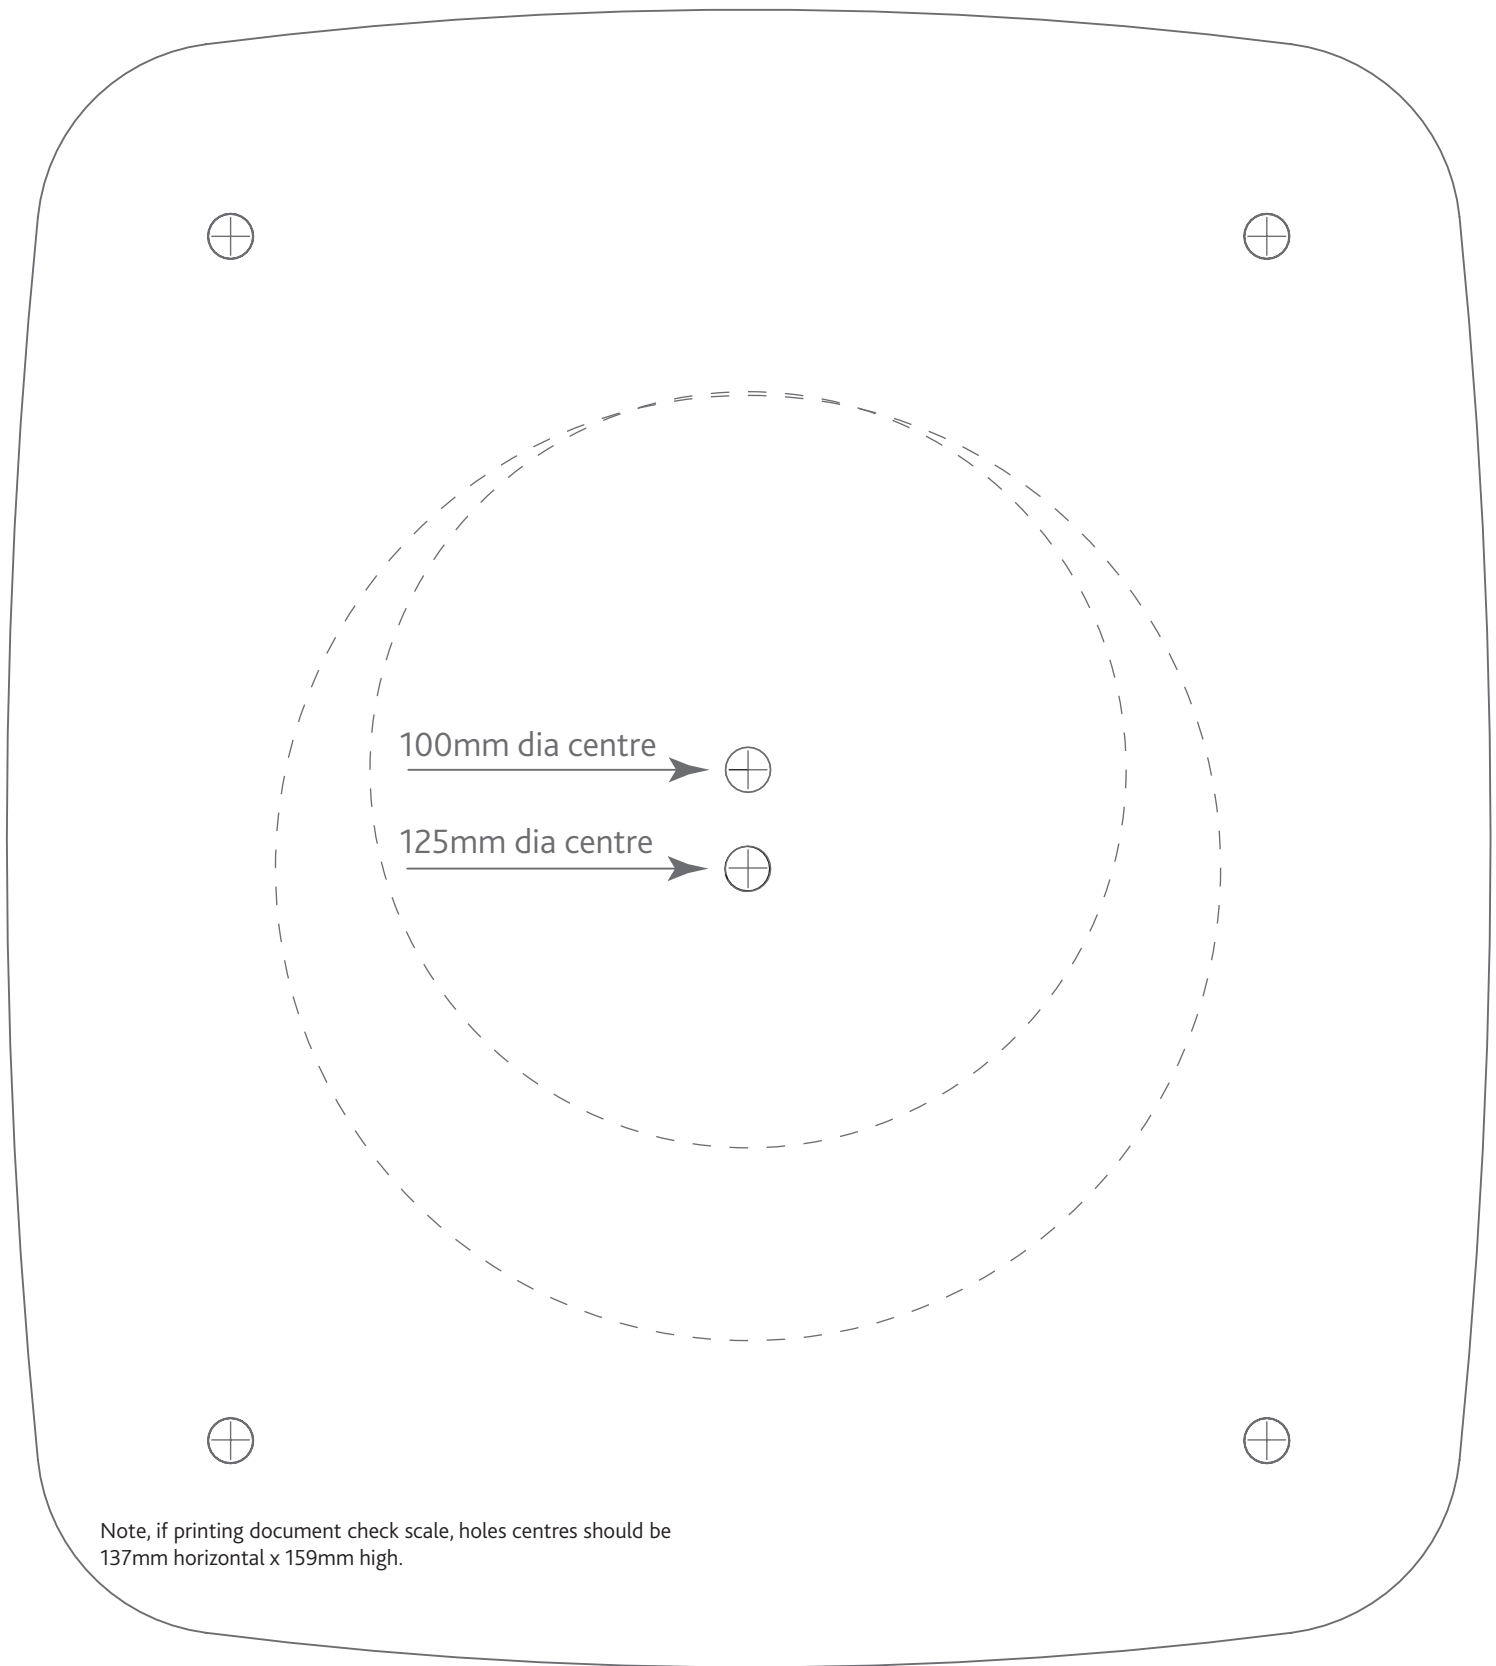 100mm dia centre
125mm dia centre
Note, if printing document check scale, holes centres should be
137mm horizontal x 159mm high.